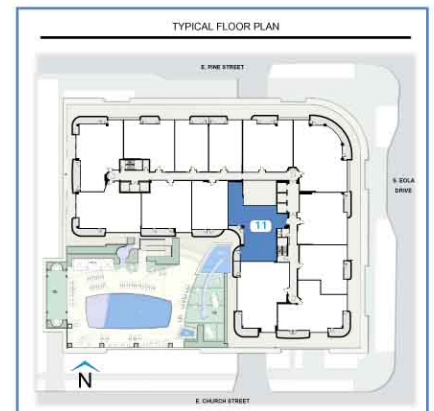 TYPICAL FLOOR PLAN
E. PINE STREET
S. EOLA
DRIVE
11
N
E. CHURCH STREET